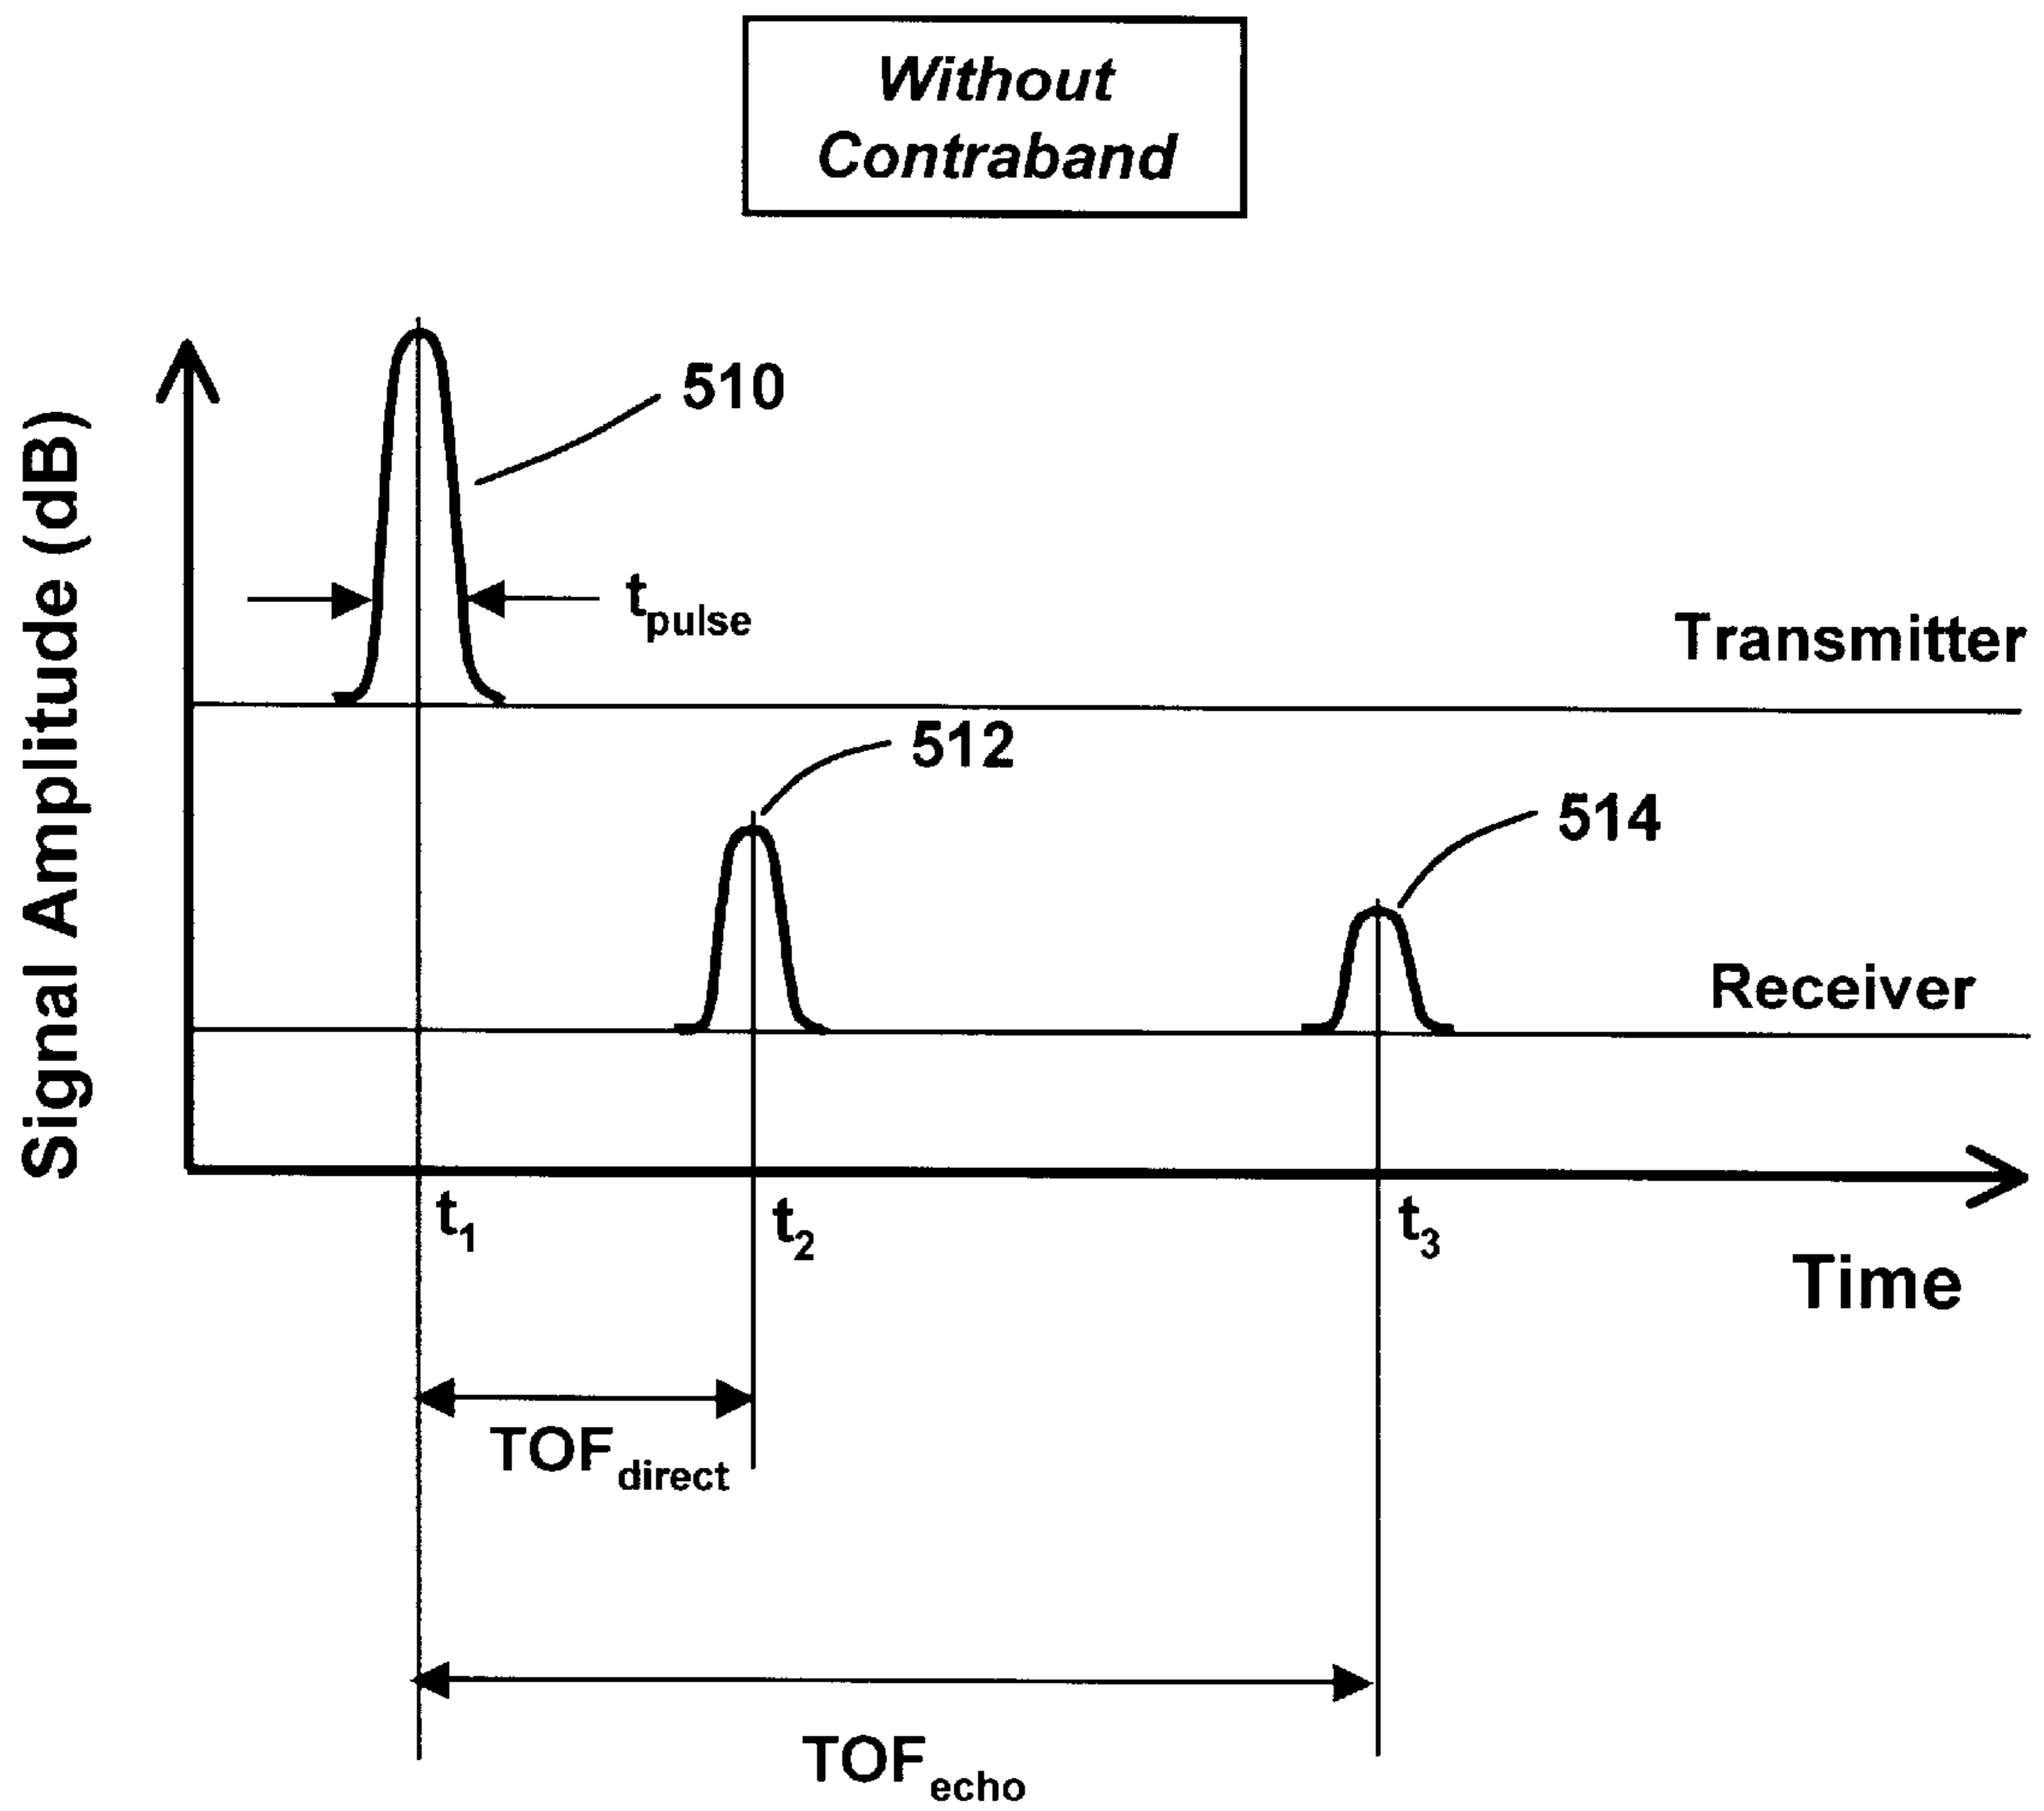 Without
Contraband
Signal Amplitude (dB)
510
tpulse
Transmitter
512
514
Receiver
t1
t2
t3
Time
TOFdirect
TOFecho